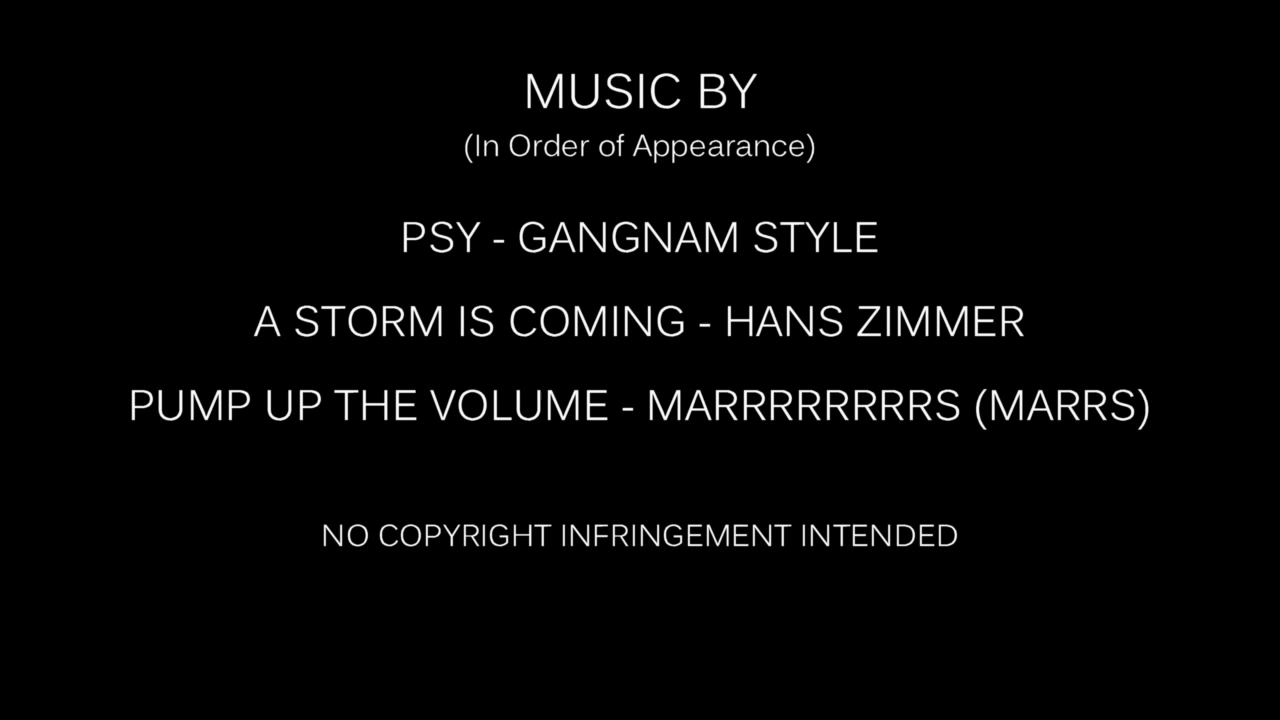 MUSIC BY
(In Order of Appearance)
PSY - GANGNAM STYLE
A STORM IS COMING - HANS ZIMMER
PUMP UP THE VOLUME - MARRRRRRRRS (MARRS)
NO COPYRIGHT INFRINGEMENT INTENDED